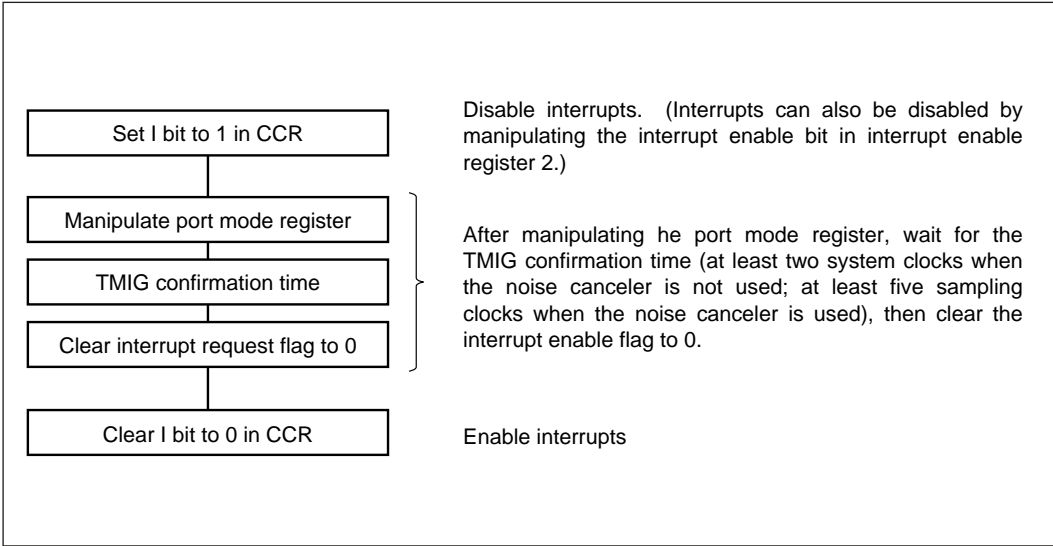 Set I bit to 1 in CCR
Disable interrupts. (Interrupts can also be disabled by
manipulating the interrupt enable bit in interrupt enable
register 2.)
Manipulate port mode register
TMIG confirmation time
Clear interrupt request flag to 0
After manipulating he port mode register, wait for the
TMIG confirmation time (at least two system clocks when
the noise canceler is not used; at least five sampling
clocks when the noise canceler is used), then clear the
interrupt enable flag to 0.
Clear I bit to 0 in CCR
Enable interrupts